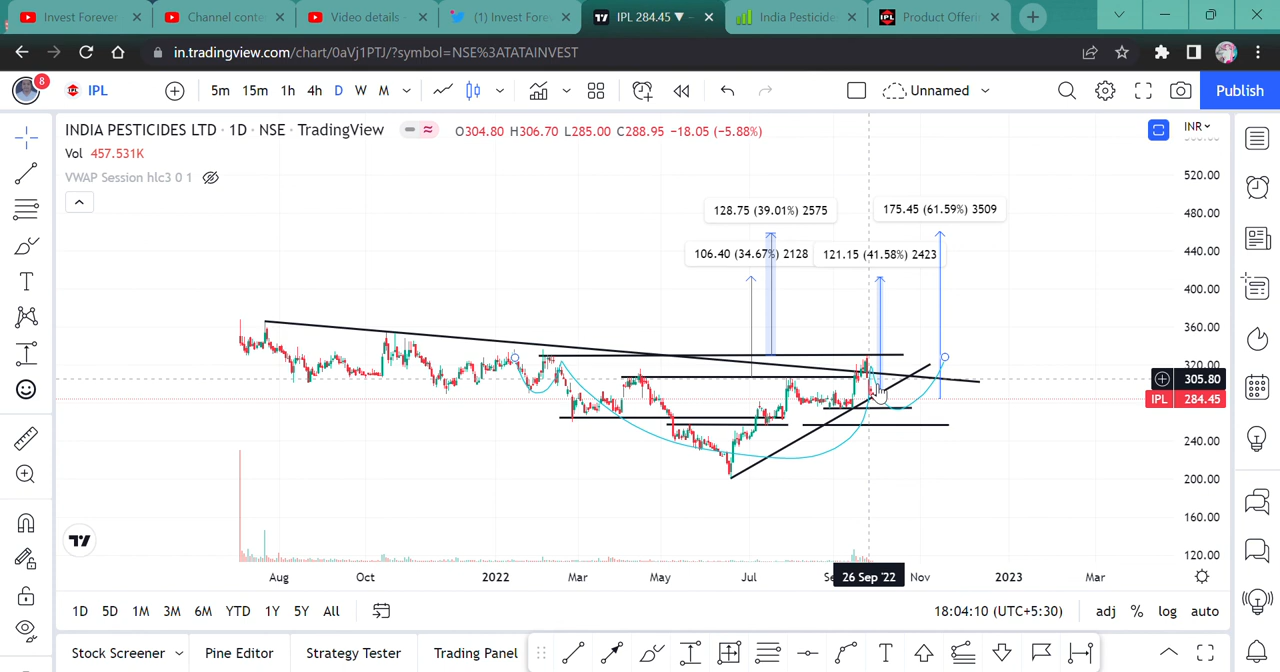 Invest Forever
Channel conte
Video details
(1) Invest Fore
IPL 284.45 ▼
India Pesticide
IPL Product Offeri
in.tradingview.com/chart/0aVj1PTJ/?symbol=NSE%3ATATAINVEST
8 IPL 5m 15m 1h 4h D W M Unnamed Publish
INDIA PESTICIDES LTD · 1D · NSE · TradingView O304.80 H306.70 L285.00 C288.95 −18.05 (−5.88%) INR
Vol 457.531K
VWAP Session hlc3 0 1
520.00
128.75 (39.01%) 2575 175.45 (61.59%) 3509
480.00
106.40 (34.67%) 2128 121.15 (41.58%) 2423
440.00
400.00
360.00
320.00
305.80
IPL 284.45
240.00
200.00
160.00
120.00
Aug Oct 2022 Mar May Jul Se 26 Sep '22 Nov 2023 Mar
1D 5D 1M 3M 6M YTD 1Y 5Y All 18:04:10 (UTC+5:30) adj % log auto
Stock Screener Pine Editor Strategy Tester Trading Panel